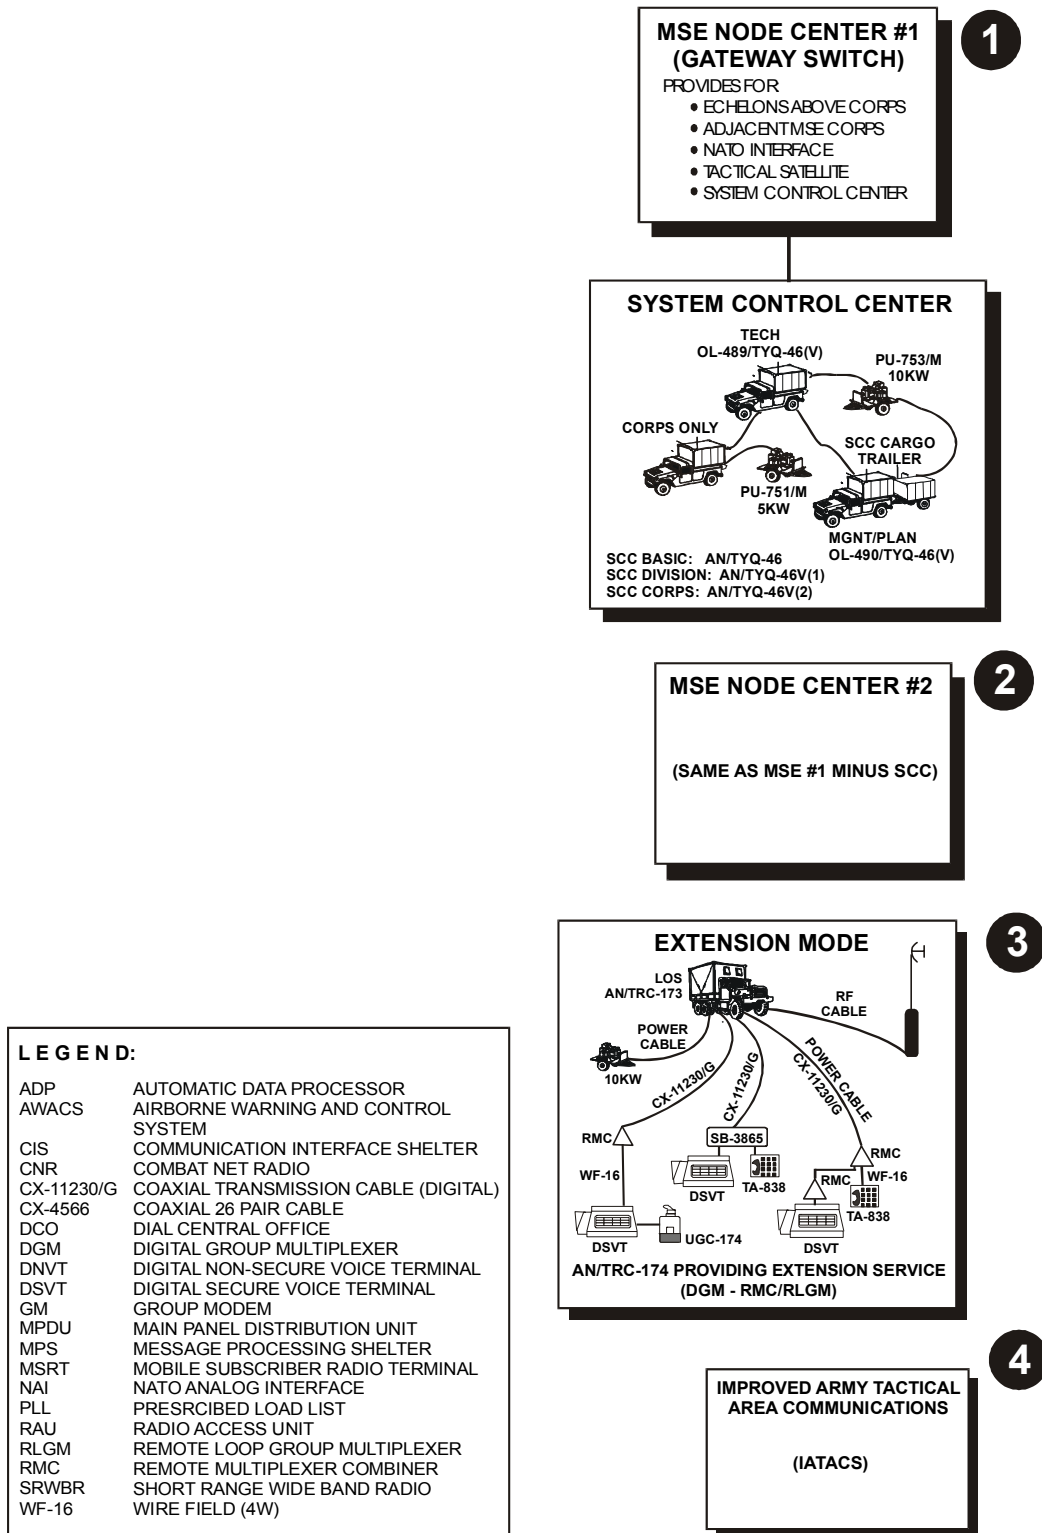 MSE NODE CENTER #1
(GATEWAY SWITCH)
1
PROVIDES FOR
• ECHELONS ABOVE CORPS
• ADJACENT MSE CORPS
• NATO INTERFACE
• TACTICAL SATELLITE
• SYSTEM CONTROL CENTER
SYSTEM CONTROL CENTER
TECH
OL-489/TYQ-46(V)
PU-753/M
10KW
CORPS ONLY
SCC CARGO
TRAILER
PU-751/M
5KW
MGNT/PLAN
OL-490/TYQ-46(V)
SCC BASIC: AN/TYQ-46
SCC DIVISION: AN/TYQ-46V(1)
SCC CORPS: AN/TYQ-46V(2)
MSE NODE CENTER #2
2
(SAME AS MSE #1 MINUS SCC)
EXTENSION MODE
3
LOS
AN/TRC-173
RF
CABLE
POWER
CABLE
10KW
CX-11230/G
CX-11230/G
POWER CABLE
CX-11230/G
RMC
SB-3865
RMC
WF-16
RMC
WF-16
DSVT
TA-838
TA-838
UGC-174
DSVT
DSVT
AN/TRC-174 PROVIDING EXTENSION SERVICE
(DGM - RMC/RLGM)
4
IMPROVED ARMY TACTICAL
AREA COMMUNICATIONS
(IATACS)
L E G E N D:
ADP AUTOMATIC DATA PROCESSOR
AWACS AIRBORNE WARNING AND CONTROL
SYSTEM
CIS COMMUNICATION INTERFACE SHELTER
CNR COMBAT NET RADIO
CX-11230/G COAXIAL TRANSMISSION CABLE (DIGITAL)
CX-4566 COAXIAL 26 PAIR CABLE
DCO DIAL CENTRAL OFFICE
DGM DIGITAL GROUP MULTIPLEXER
DNVT DIGITAL NON-SECURE VOICE TERMINAL
DSVT DIGITAL SECURE VOICE TERMINAL
GM GROUP MODEM
MPDU MAIN PANEL DISTRIBUTION UNIT
MPS MESSAGE PROCESSING SHELTER
MSRT MOBILE SUBSCRIBER RADIO TERMINAL
NAI NATO ANALOG INTERFACE
PLL PRESRCIBED LOAD LIST
RAU RADIO ACCESS UNIT
RLGM REMOTE LOOP GROUP MULTIPLEXER
RMC REMOTE MULTIPLEXER COMBINER
SRWBR SHORT RANGE WIDE BAND RADIO
WF-16 WIRE FIELD (4W)